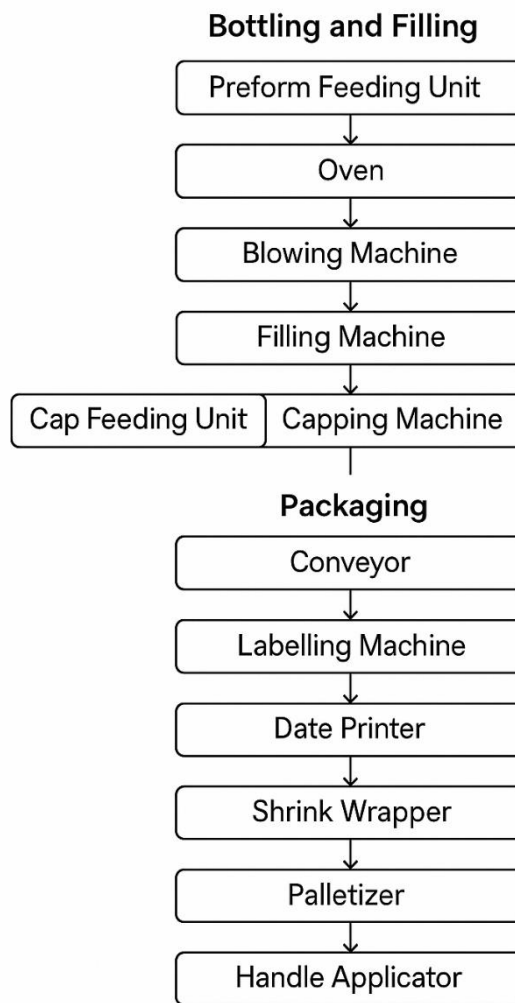 Bottling and Filling
Preform Feeding Unit
Oven
Blowing Machine
Filling Machine
Cap Feeding Unit
Capping Machine
Packaging
Conveyor
Labelling Machine
Date Printer
Shrink Wrapper
Palletizer
Handle Applicator